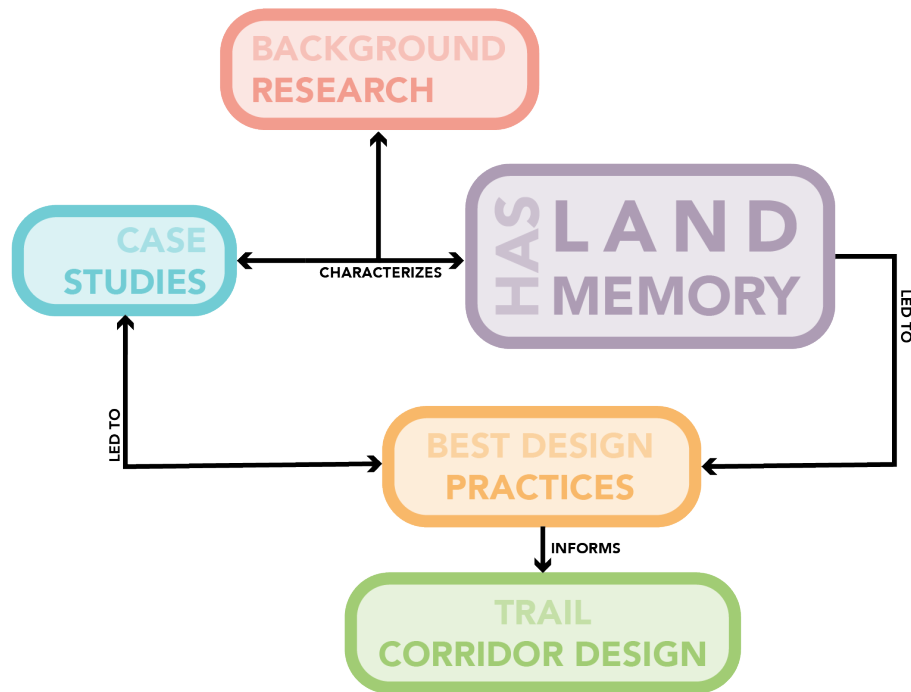 BACKGROUND
RESEARCH
CASE
STUDIES
CHARACTERIZES
HAS
LAND
MEMORY
LED TO
LED TO
BEST DESIGN
PRACTICES
INFORMS
TRAIL
CORRIDOR DESIGN